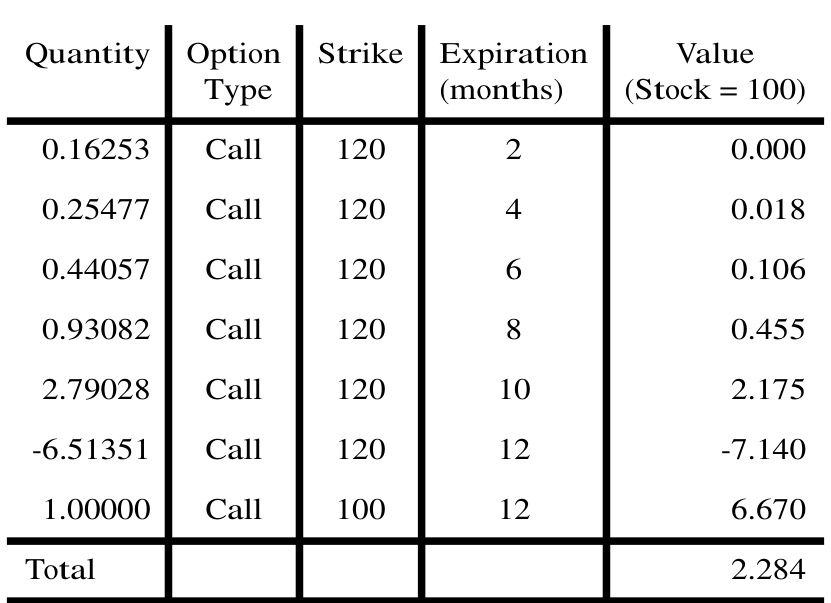 Quantity Option Strike Expiration Value
Type (months) (Stock = 100)
0.16253 Call 120 2 0.000
0.25477 Call 120 4 0.018
0.44057 Call 120 6 0.106
0.93082 Call 120 8 0.455
2.79028 Call 120 10 2.175
-6.51351 Call 120 12 -7.140
1.00000 Call 100 12 6.670
Total 2.284